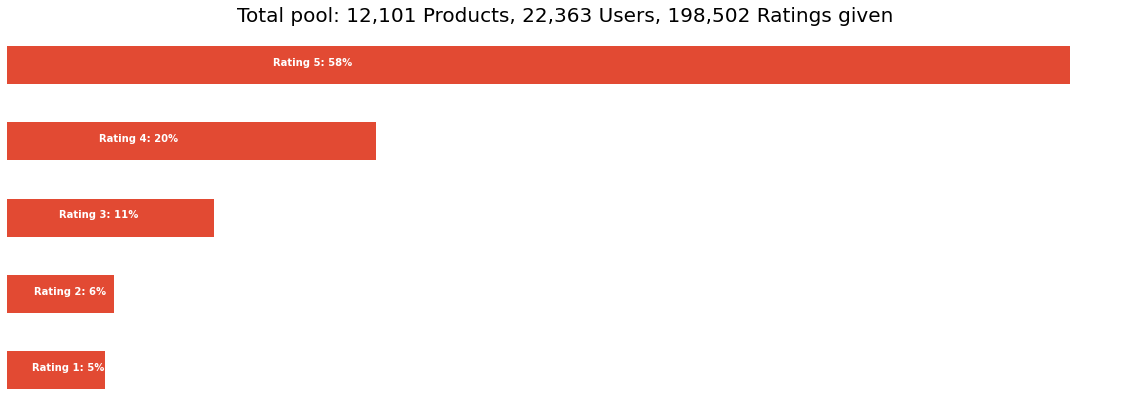 Total pool: 12,101 Products, 22,363 Users, 198,502 Ratings given
Rating 5: 58%
Rating 4: 20%
Rating 3: 11%
Rating 2: 6%
Rating 1: 5%